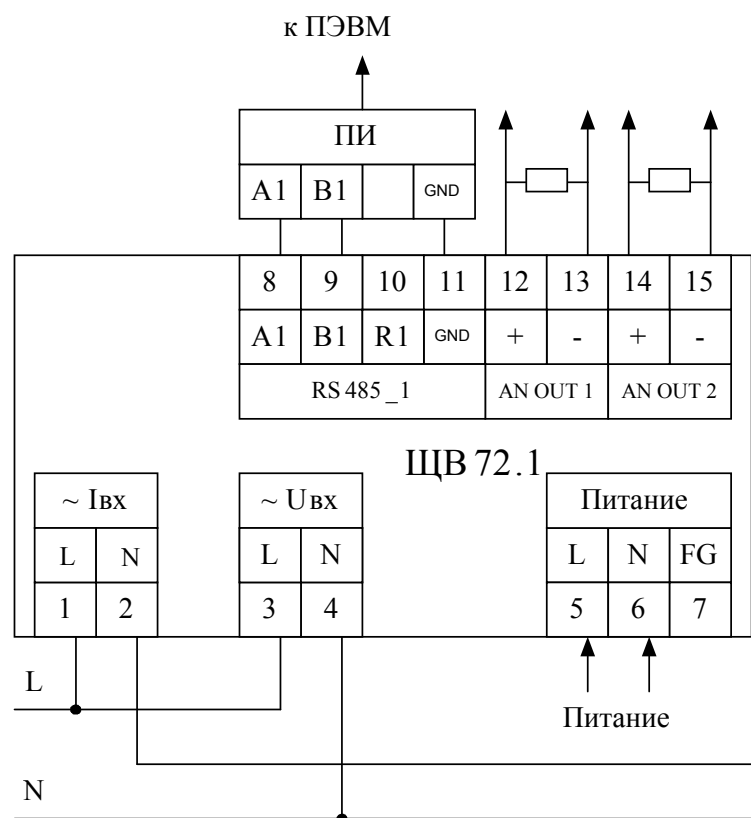 к ПЭВМ
ПИ
A1 B1 GND
8 9 10 11 12 13 14 15
A1 B1 R1 GND + - + -
RS 485_1 AN OUT 1 AN OUT 2
ЩВ 72.1
~ Iвх ~ Uвх Питание
L N L N L N FG
1 2 3 4 5 6 7
L
Питание
N